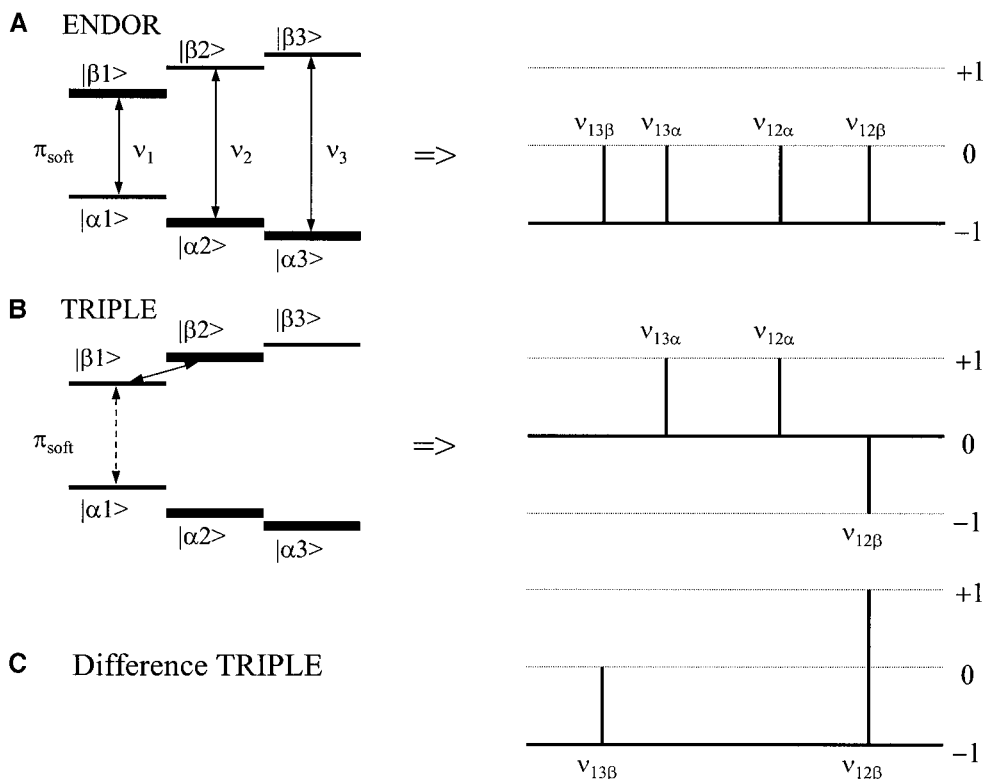 A ENDOR
|β1>
|β2>
|β3>
π_soft
ν₁
ν₂
ν₃
|α1>
|α2>
|α3>
=>
ν₁₃β
ν₁₃α
ν₁₂α
ν₁₂β
+1
0
−1
B TRIPLE
|β1>
|β2>
|β3>
π_soft
|α1>
|α2>
|α3>
=>
ν₁₃α
ν₁₂α
+1
0
−1
ν₁₂β
C Difference TRIPLE
+1
0
−1
ν₁₃β
ν₁₂β